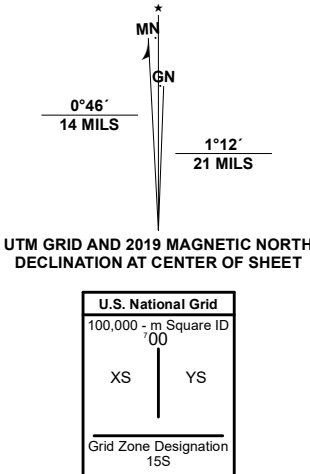 ★
MN
GN
0°46´
14 MILS
1°12´
21 MILS
UTM GRID AND 2019 MAGNETIC NORTH
DECLINATION AT CENTER OF SHEET
U.S. National Grid
100,000 - m Square ID
⁷00
XS YS
Grid Zone Designation
15S